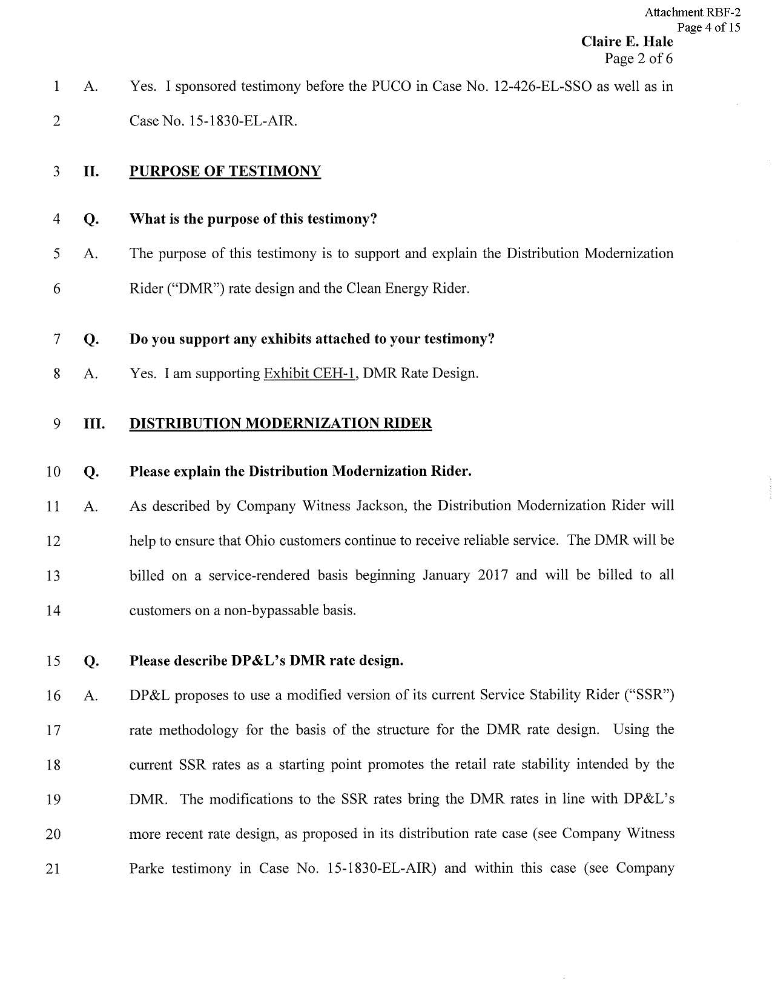 Attachment RBF-2
Page 4 of 15
Claire E. Hale
Page 2 of 6
1 A. Yes. I sponsored testimony before the PUCO in Case No. 12-426-EL-SSO as well as in
2 Case No. 15-1830-EL-AIR.
3 II. PURPOSE OF TESTIMONY
4 Q. What is the purpose of this testimony?
5 A. The purpose of this testimony is to support and explain the Distribution Modernization
6 Rider (“DMR”) rate design and the Clean Energy Rider.
7 Q. Do you support any exhibits attached to your testimony?
8 A. Yes. I am supporting Exhibit CEH-1, DMR Rate Design.
9 III. DISTRIBUTION MODERNIZATION RIDER
10 Q. Please explain the Distribution Modernization Rider.
11 A. As described by Company Witness Jackson, the Distribution Modernization Rider will
12 help to ensure that Ohio customers continue to receive reliable service. The DMR will be
13 billed on a service-rendered basis beginning January 2017 and will be billed to all
14 customers on a non-bypassable basis.
15 Q. Please describe DP&L’s DMR rate design.
16 A. DP&L proposes to use a modified version of its current Service Stability Rider (“SSR”)
17 rate methodology for the basis of the structure for the DMR rate design. Using the
18 current SSR rates as a starting point promotes the retail rate stability intended by the
19 DMR. The modifications to the SSR rates bring the DMR rates in line with DP&L’s
20 more recent rate design, as proposed in its distribution rate case (see Company Witness
21 Parke testimony in Case No. 15-1830-EL-AIR) and within this case (see Company